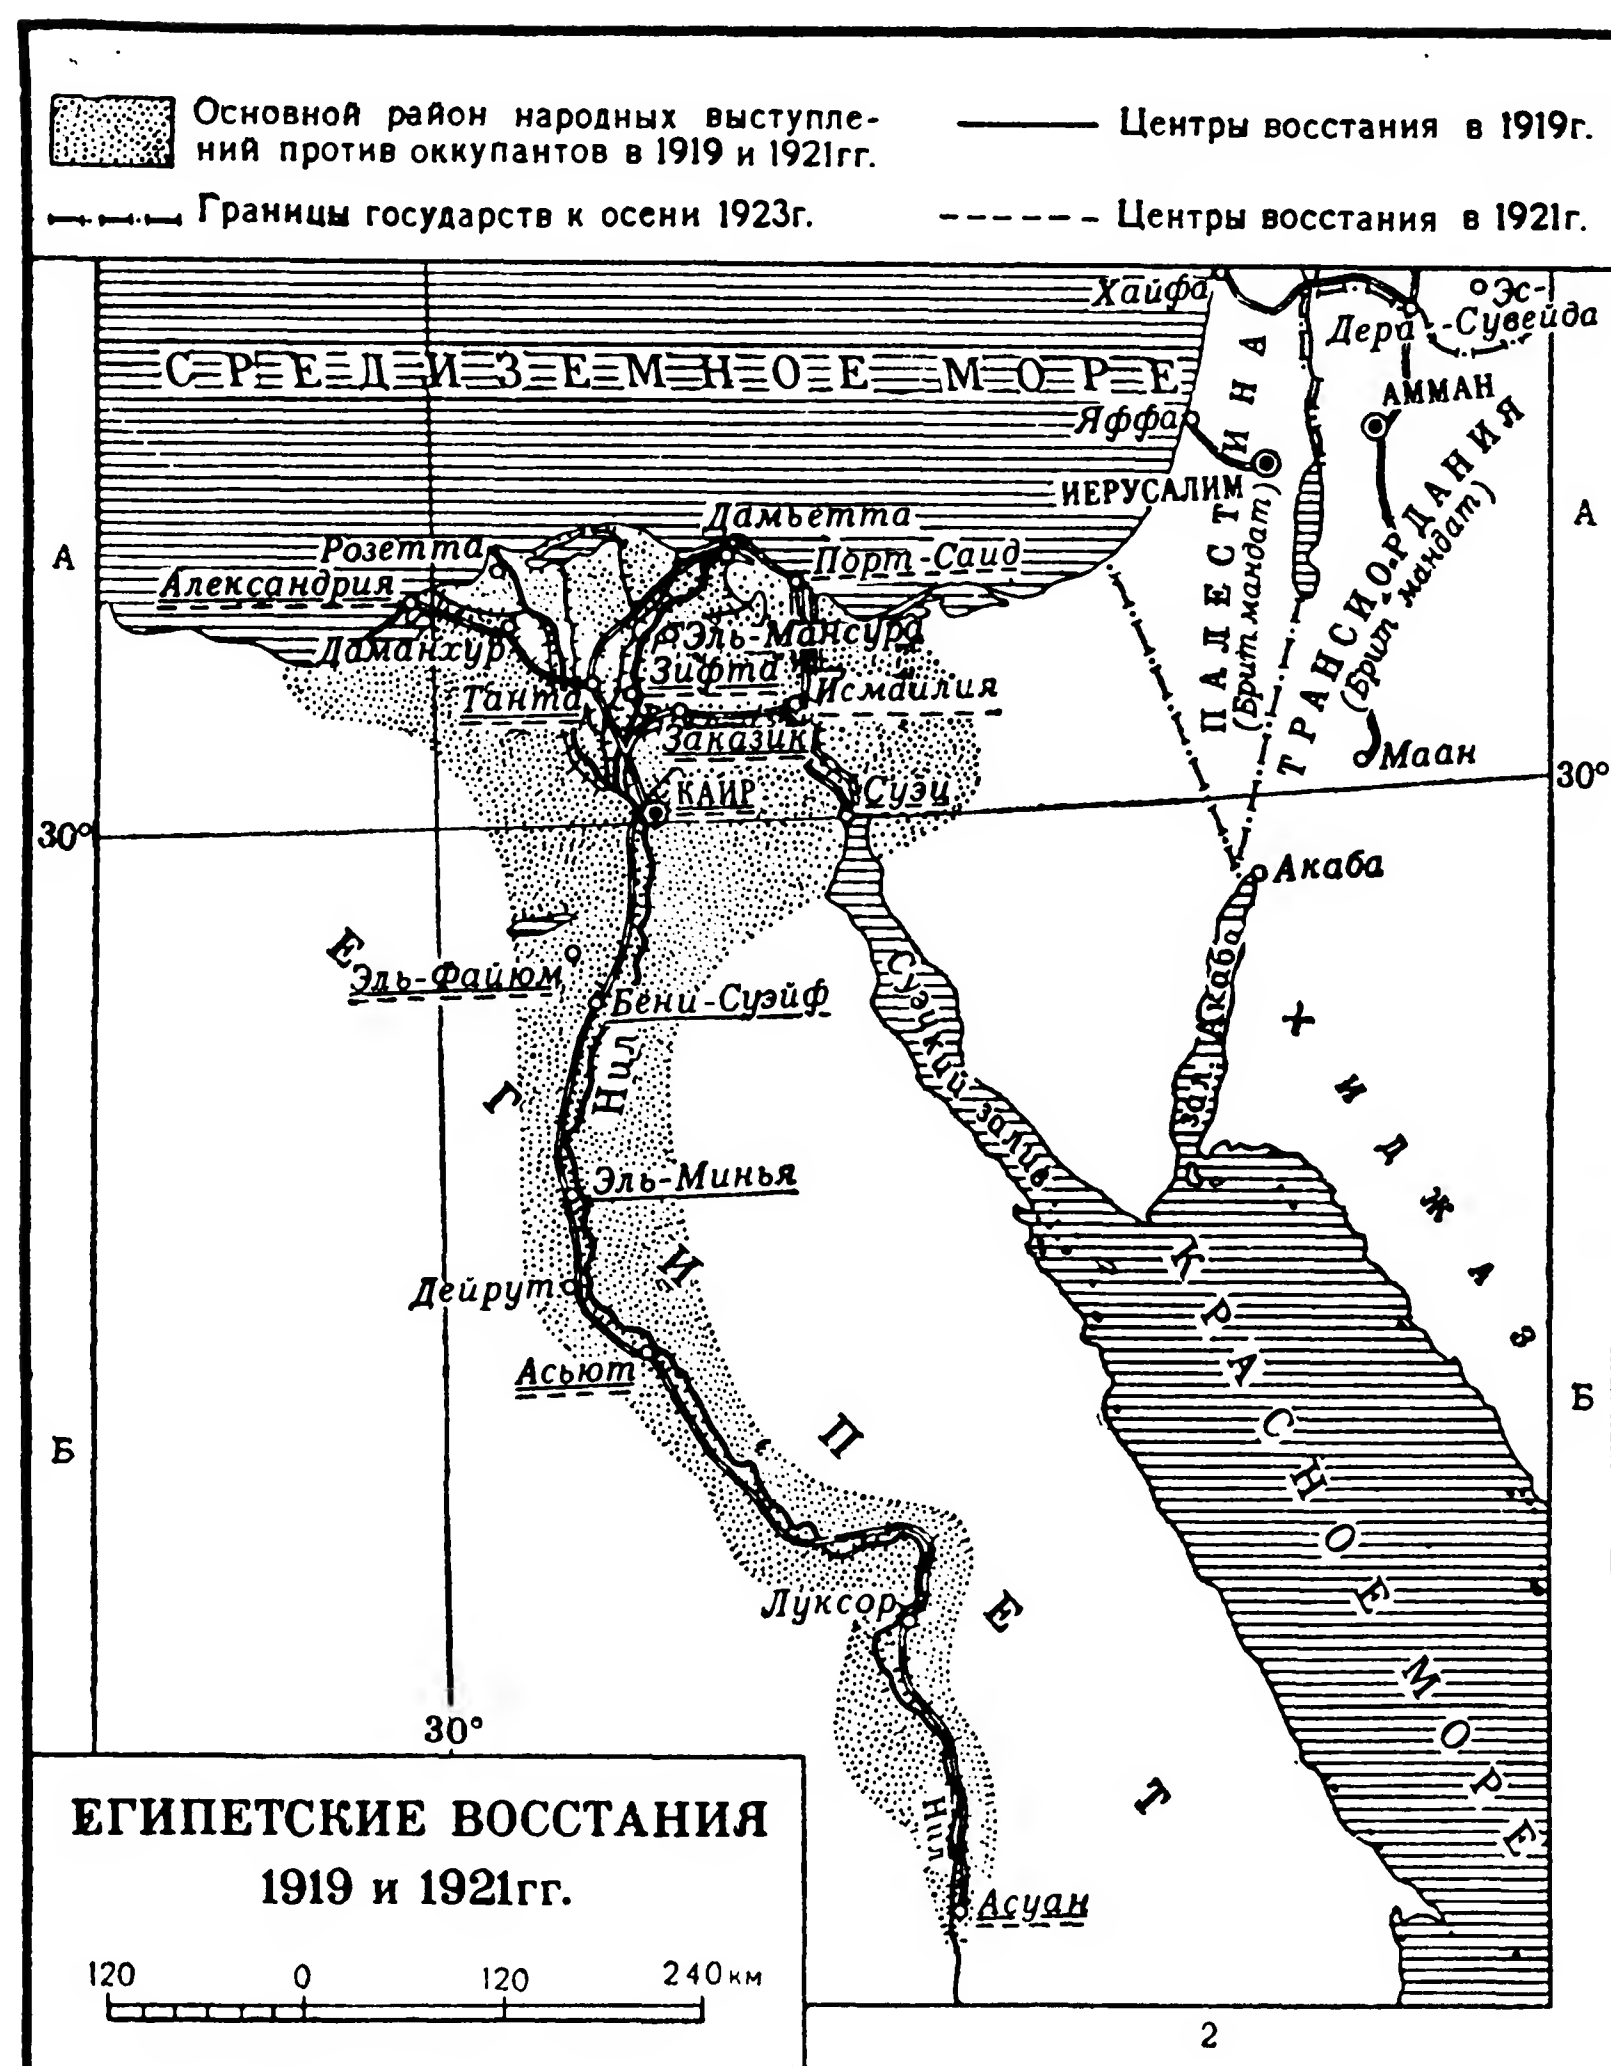 Основной район народных выступле-
ний против оккупантов в 1919 и 1921гг.
Границы государств к осени 1923г.
Центры восстания в 1919г.
Центры восстания в 1921г.
СРЕДИЗЕМНОЕ МОРЕ
Хайфа
Эс-
-Сувейда
Дера
АММАН
Яффа
ИЕРУСАЛИМ
ПАЛЕСТИНА
(Брит мандат)
ТРАНСИОРДАНИЯ
(Брит мандат)
Маан
Акаба
А
А
Дамьетта
Розетта
Порт-Саид
Александрия
Даманхур
Эль-Мансура
Зифта
Танта
Исмаилия
Заказик
КАИР
Суэц
30°
30°
Эль-Файюм
Бени-Суэйф
Нил
Суэцкий залив
зал. Акаба
ХИДЖАЗ
ЕГИПЕТ
Эль-Минья
Дейрут
Асьют
Б
Б
КРАСНОЕ МОРЕ
Луксор
Нил
Асуан
30°
ЕГИПЕТСКИЕ ВОССТАНИЯ
1919 и 1921гг.
120 0 120 240км
2